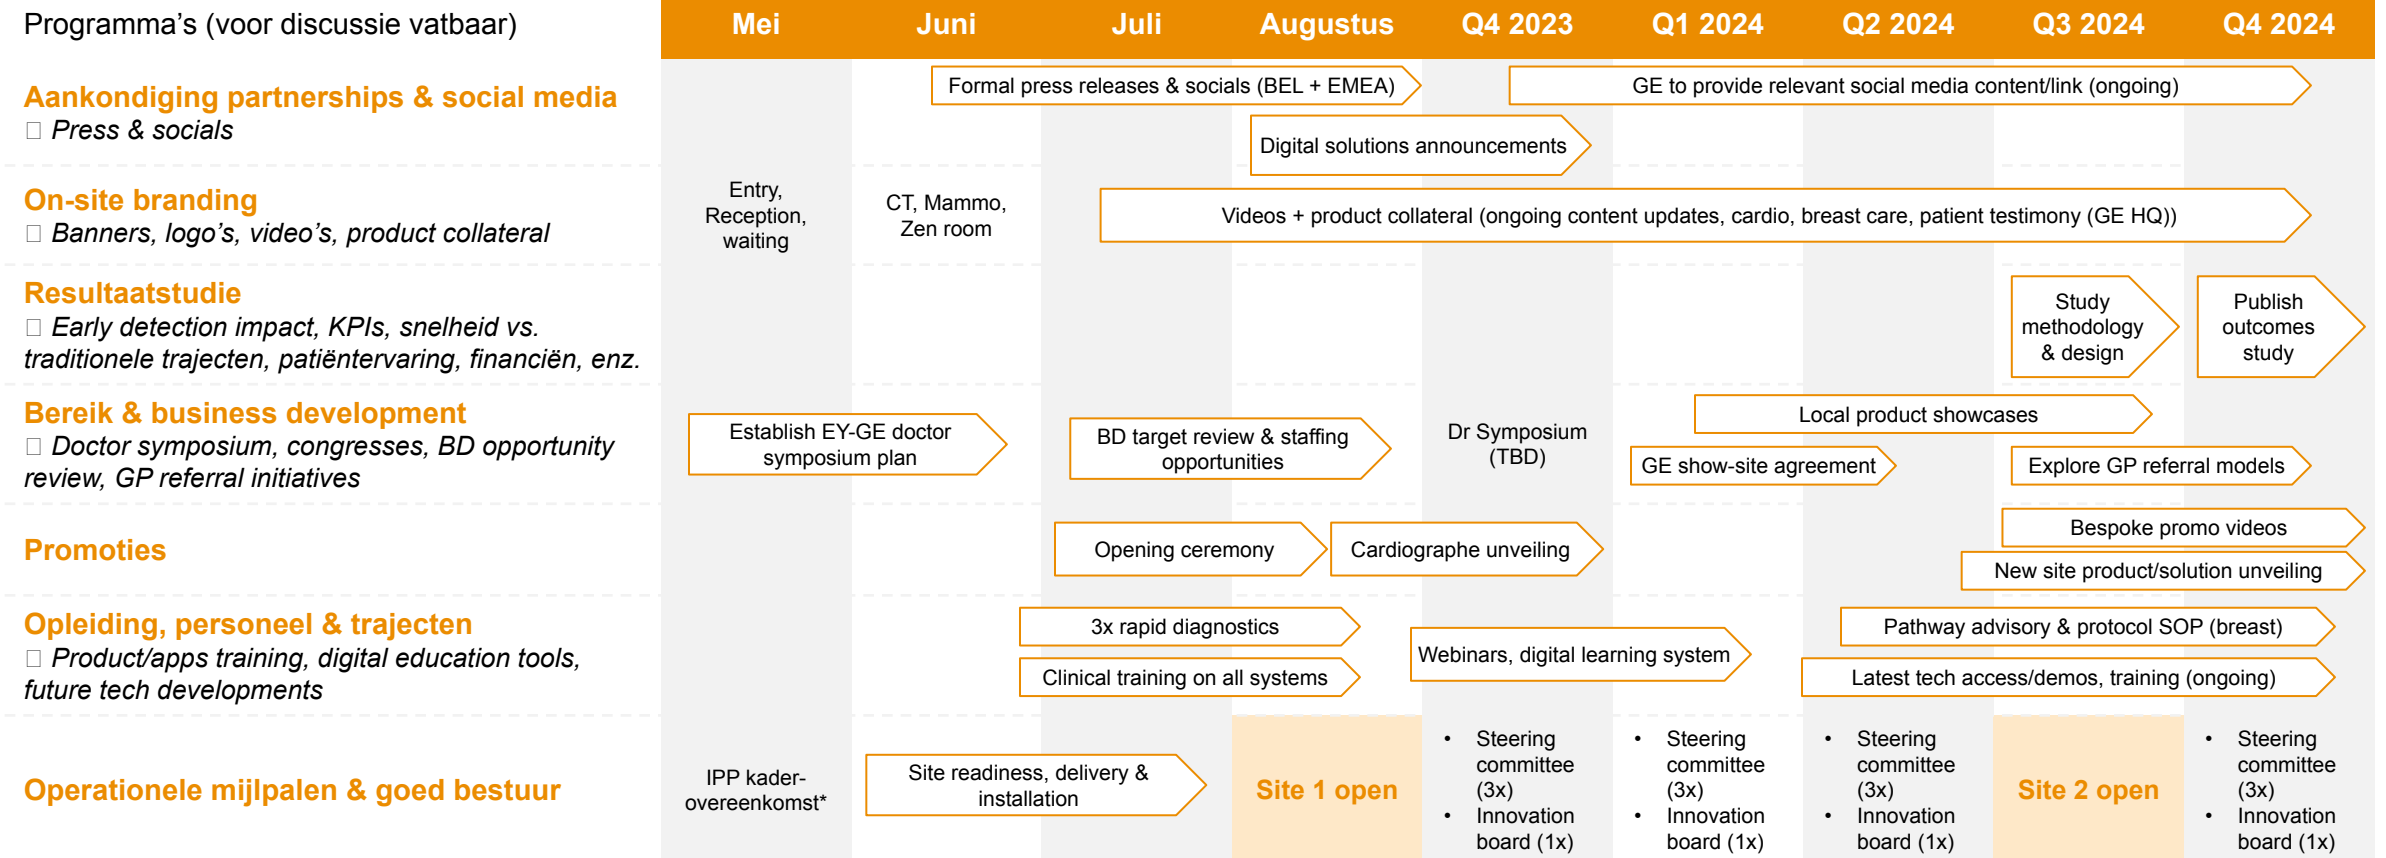 Programma's (voor discussie vatbaar)
Mei
Juni
Juli
Augustus
Q4 2023
Q1 2024
Q2 2024
Q3 2024
Q4 2024
Aankondiging partnerships & social media
Press & socials
Formal press releases & socials (BEL + EMEA)
GE to provide relevant social media content/link (ongoing)
Digital solutions announcements
On-site branding
Banners, logo's, video's, product collateral
Entry,
Reception,
waiting
CT, Mammo,
Zen room
Videos + product collateral (ongoing content updates, cardio, breast care, patient testimony (GE HQ))
Resultaatstudie
Early detection impact, KPIs, snelheid vs.
traditionele trajecten, patiëntervaring, financiën, enz.
Study
methodology
& design
Publish
outcomes
study
Bereik & business development
Doctor symposium, congresses, BD opportunity
review, GP referral initiatives
Establish EY-GE doctor
symposium plan
BD target review & staffing
opportunities
Dr Symposium
(TBD)
Local product showcases
GE show-site agreement
Explore GP referral models
Promoties
Opening ceremony
Cardiographe unveiling
Bespoke promo videos
New site product/solution unveiling
Opleiding, personeel & trajecten
Product/apps training, digital education tools,
future tech developments
3x rapid diagnostics
Clinical training on all systems
Webinars, digital learning system
Pathway advisory & protocol SOP (breast)
Latest tech access/demos, training (ongoing)
Operationele mijlpalen & goed bestuur
IPP kader-
overeenkomst*
Site readiness, delivery &
installation
Site 1 open
• Steering
committee
(3x)
• Innovation
board (1x)
• Steering
committee
(3x)
• Innovation
board (1x)
• Steering
committee
(3x)
• Innovation
board (1x)
Site 2 open
• Steering
committee
(3x)
• Innovation
board (1x)